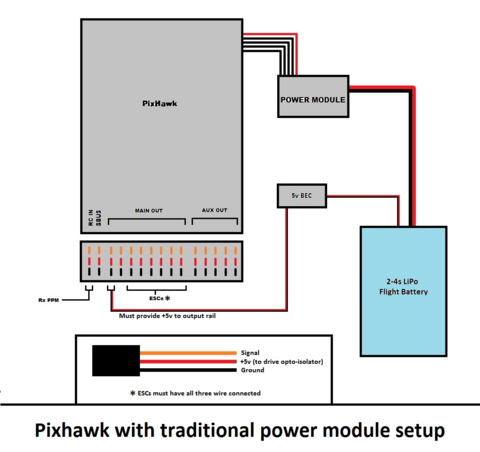 PixHawk
POWER MODULE
RC IN
SBUS
MAIN OUT
AUX OUT
5v BEC
2-4s LiPo
Flight Battery
Rx PPM
ESCs ✱
Must provide +5v to output rail
Signal
+5v (to drive opto-isolator)
Ground
✱ ESCs must have all three wire connected
Pixhawk with traditional power module setup